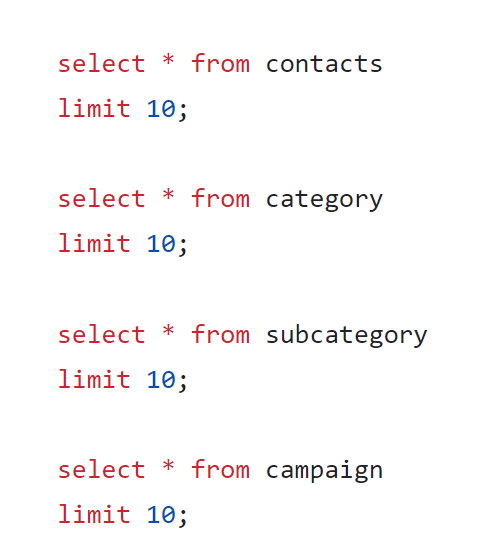 select * from contacts
limit 10;
select * from category
limit 10;
select * from subcategory
limit 10;
select * from campaign
limit 10;